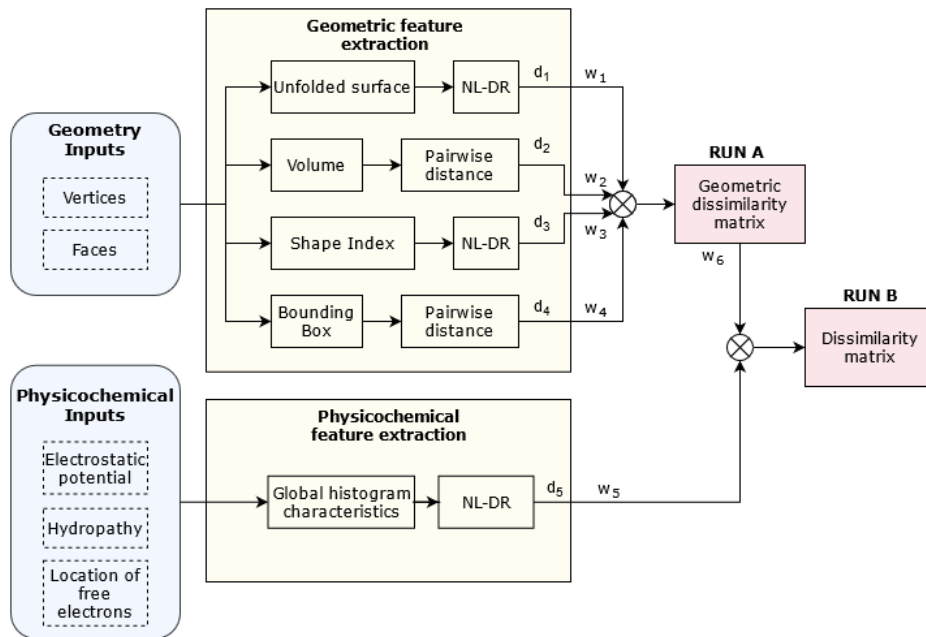 Geometric feature
extraction
Unfolded surface
NL-DR
d1
w1
Geometry
Inputs
Vertices
Faces
Volume
Pairwise
distance
d2
w2
Shape Index
NL-DR
d3
w3
Bounding
Box
Pairwise
distance
d4
w4
RUN A
Geometric
dissimilarity
matrix
w6
RUN B
Dissimilarity
matrix
Physicochemical
Inputs
Electrostatic
potential
Hydropathy
Location of
free
electrons
Physicochemical
feature extraction
Global histogram
characteristics
NL-DR
d5
w5